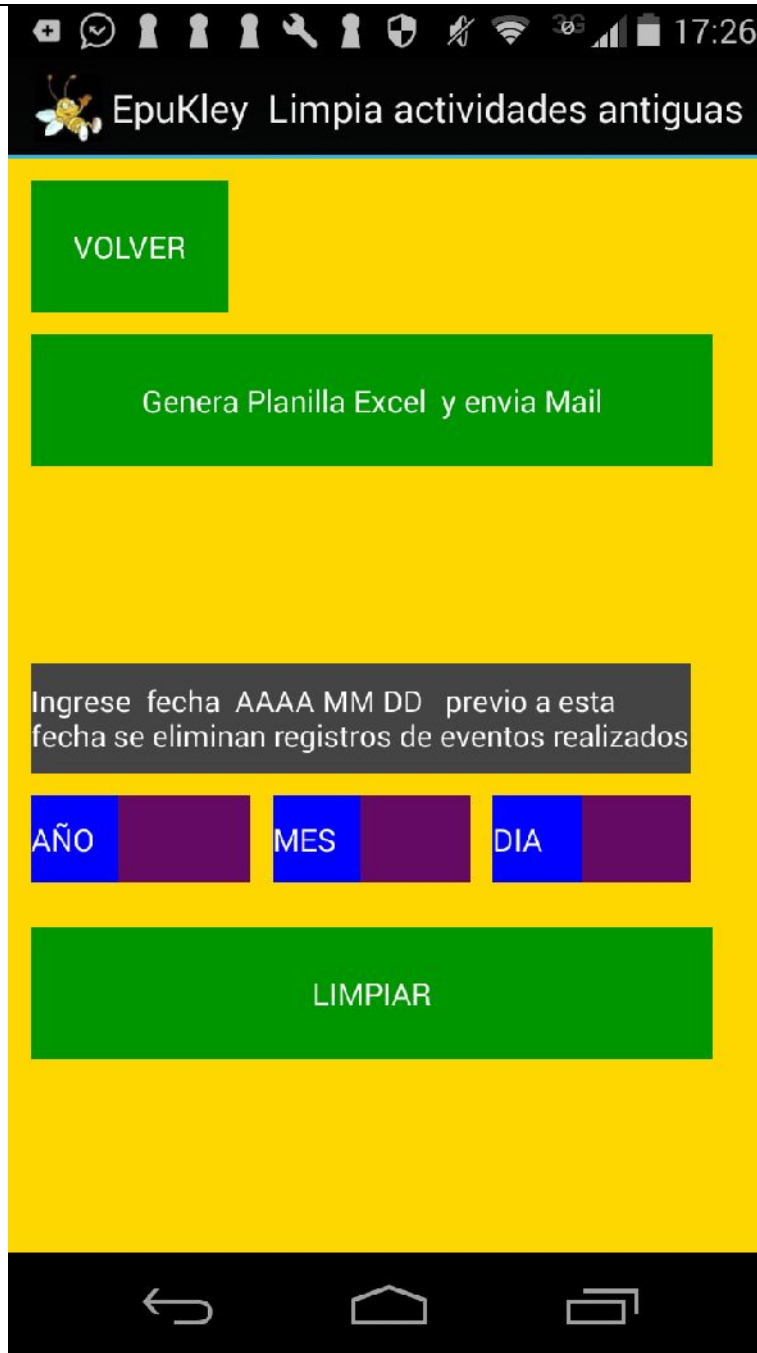 3G 17:26
EpuKley Limpia actividades antiguas
VOLVER
Genera Planilla Excel y envia Mail
Ingrese fecha AAAA MM DD previo a esta
fecha se eliminan registros de eventos realizados
AÑO MES DIA
LIMPIAR